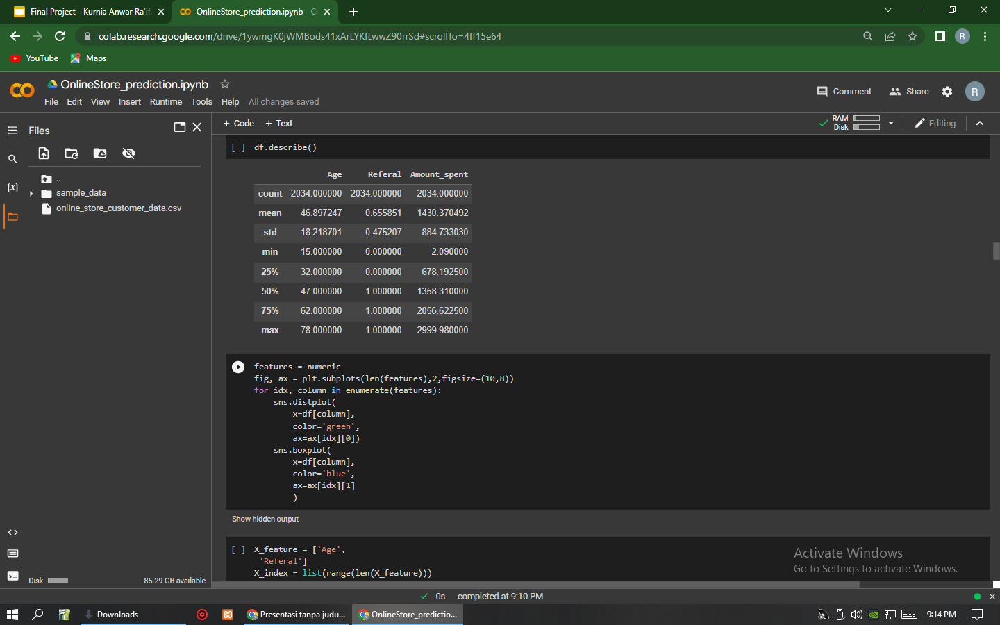 Final Project - Kurnia Anwar Ra'if
OnlineStore_prediction.ipynb - Co
colab.research.google.com/drive/1ywmgK0jWMBods41xArLYKfLwwZ90rrSd#scrollTo=4ff15e64
R
YouTube
Maps
OnlineStore_prediction.ipynb
Comment
Share
R
File Edit View Insert Runtime Tools Help All changes saved
Files
+ Code + Text
RAM
Disk
Editing
{x}
..
sample_data
online_store_customer_data.csv
[ ] df.describe()
Age Referal Amount_spent
count 2034.000000 2034.000000 2034.000000
mean 46.897247 0.655851 1430.370492
std 18.218701 0.475207 884.733030
min 15.000000 0.000000 2.090000
25% 32.000000 0.000000 678.192500
50% 47.000000 1.000000 1358.310000
75% 62.000000 1.000000 2056.622500
max 78.000000 1.000000 2999.980000
features = numeric
fig, ax = plt.subplots(len(features),2,figsize=(10,8))
for idx, column in enumerate(features):
    sns.distplot(
        x=df[column],
        color='green',
        ax=ax[idx][0])
    sns.boxplot(
        x=df[column],
        color='blue',
        ax=ax[idx][1]
        )
Show hidden output
[ ] X_feature = ['Age',
 'Referal']
X_index = list(range(len(X_feature)))
Activate Windows
Go to Settings to activate Windows.
Disk 85.29 GB available
0s completed at 9:10 PM
Downloads
Presentasi tanpa judu...
OnlineStore_predictio...
9:14 PM